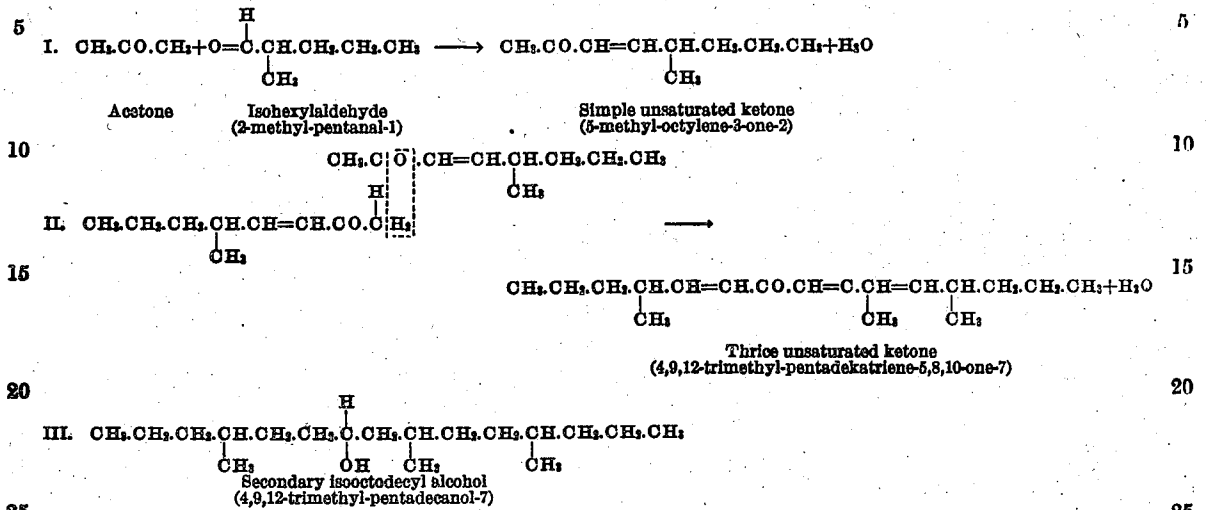 5 H 5
I. CH₃.CO.CH₃+O=C.CH.CH₂.CH₂.CH₃ ⟶ CH₃.CO.CH=CH.CH.CH₂.CH₂.CH₃+H₂O
CH₃ CH₃
Acetone Isohexylaldehyde Simple unsaturated ketone
(2-methyl-pentanal-1) (5-methyl-octylene-3-one-2)
10 CH₃.C O .CH=CH.CH.CH₂.CH₂.CH₃ 10
H CH₃
II. CH₃.CH₂.CH₂.CH.CH=CH.CO.C H₂ ⟶
CH₃
15 15
CH₃.CH₂.CH₂.CH.CH=CH.CO.CH=C.CH=CH.CH.CH₂.CH₂.CH₃+H₂O
CH₃ CH₃ CH₃
Thrice unsaturated ketone
(4,9,12-trimethyl-pentadekatriene-5,8,10-one-7)
20 20
H
III. CH₃.CH₂.CH₂.CH.CH₂.CH₂.C.CH₂.CH.CH₂.CH₂.CH.CH₂.CH₂.CH₃
CH₃ OH CH₃ CH₃
Secondary isooctodecyl alcohol
(4,9,12-trimethyl-pentadecanol-7)
25 25